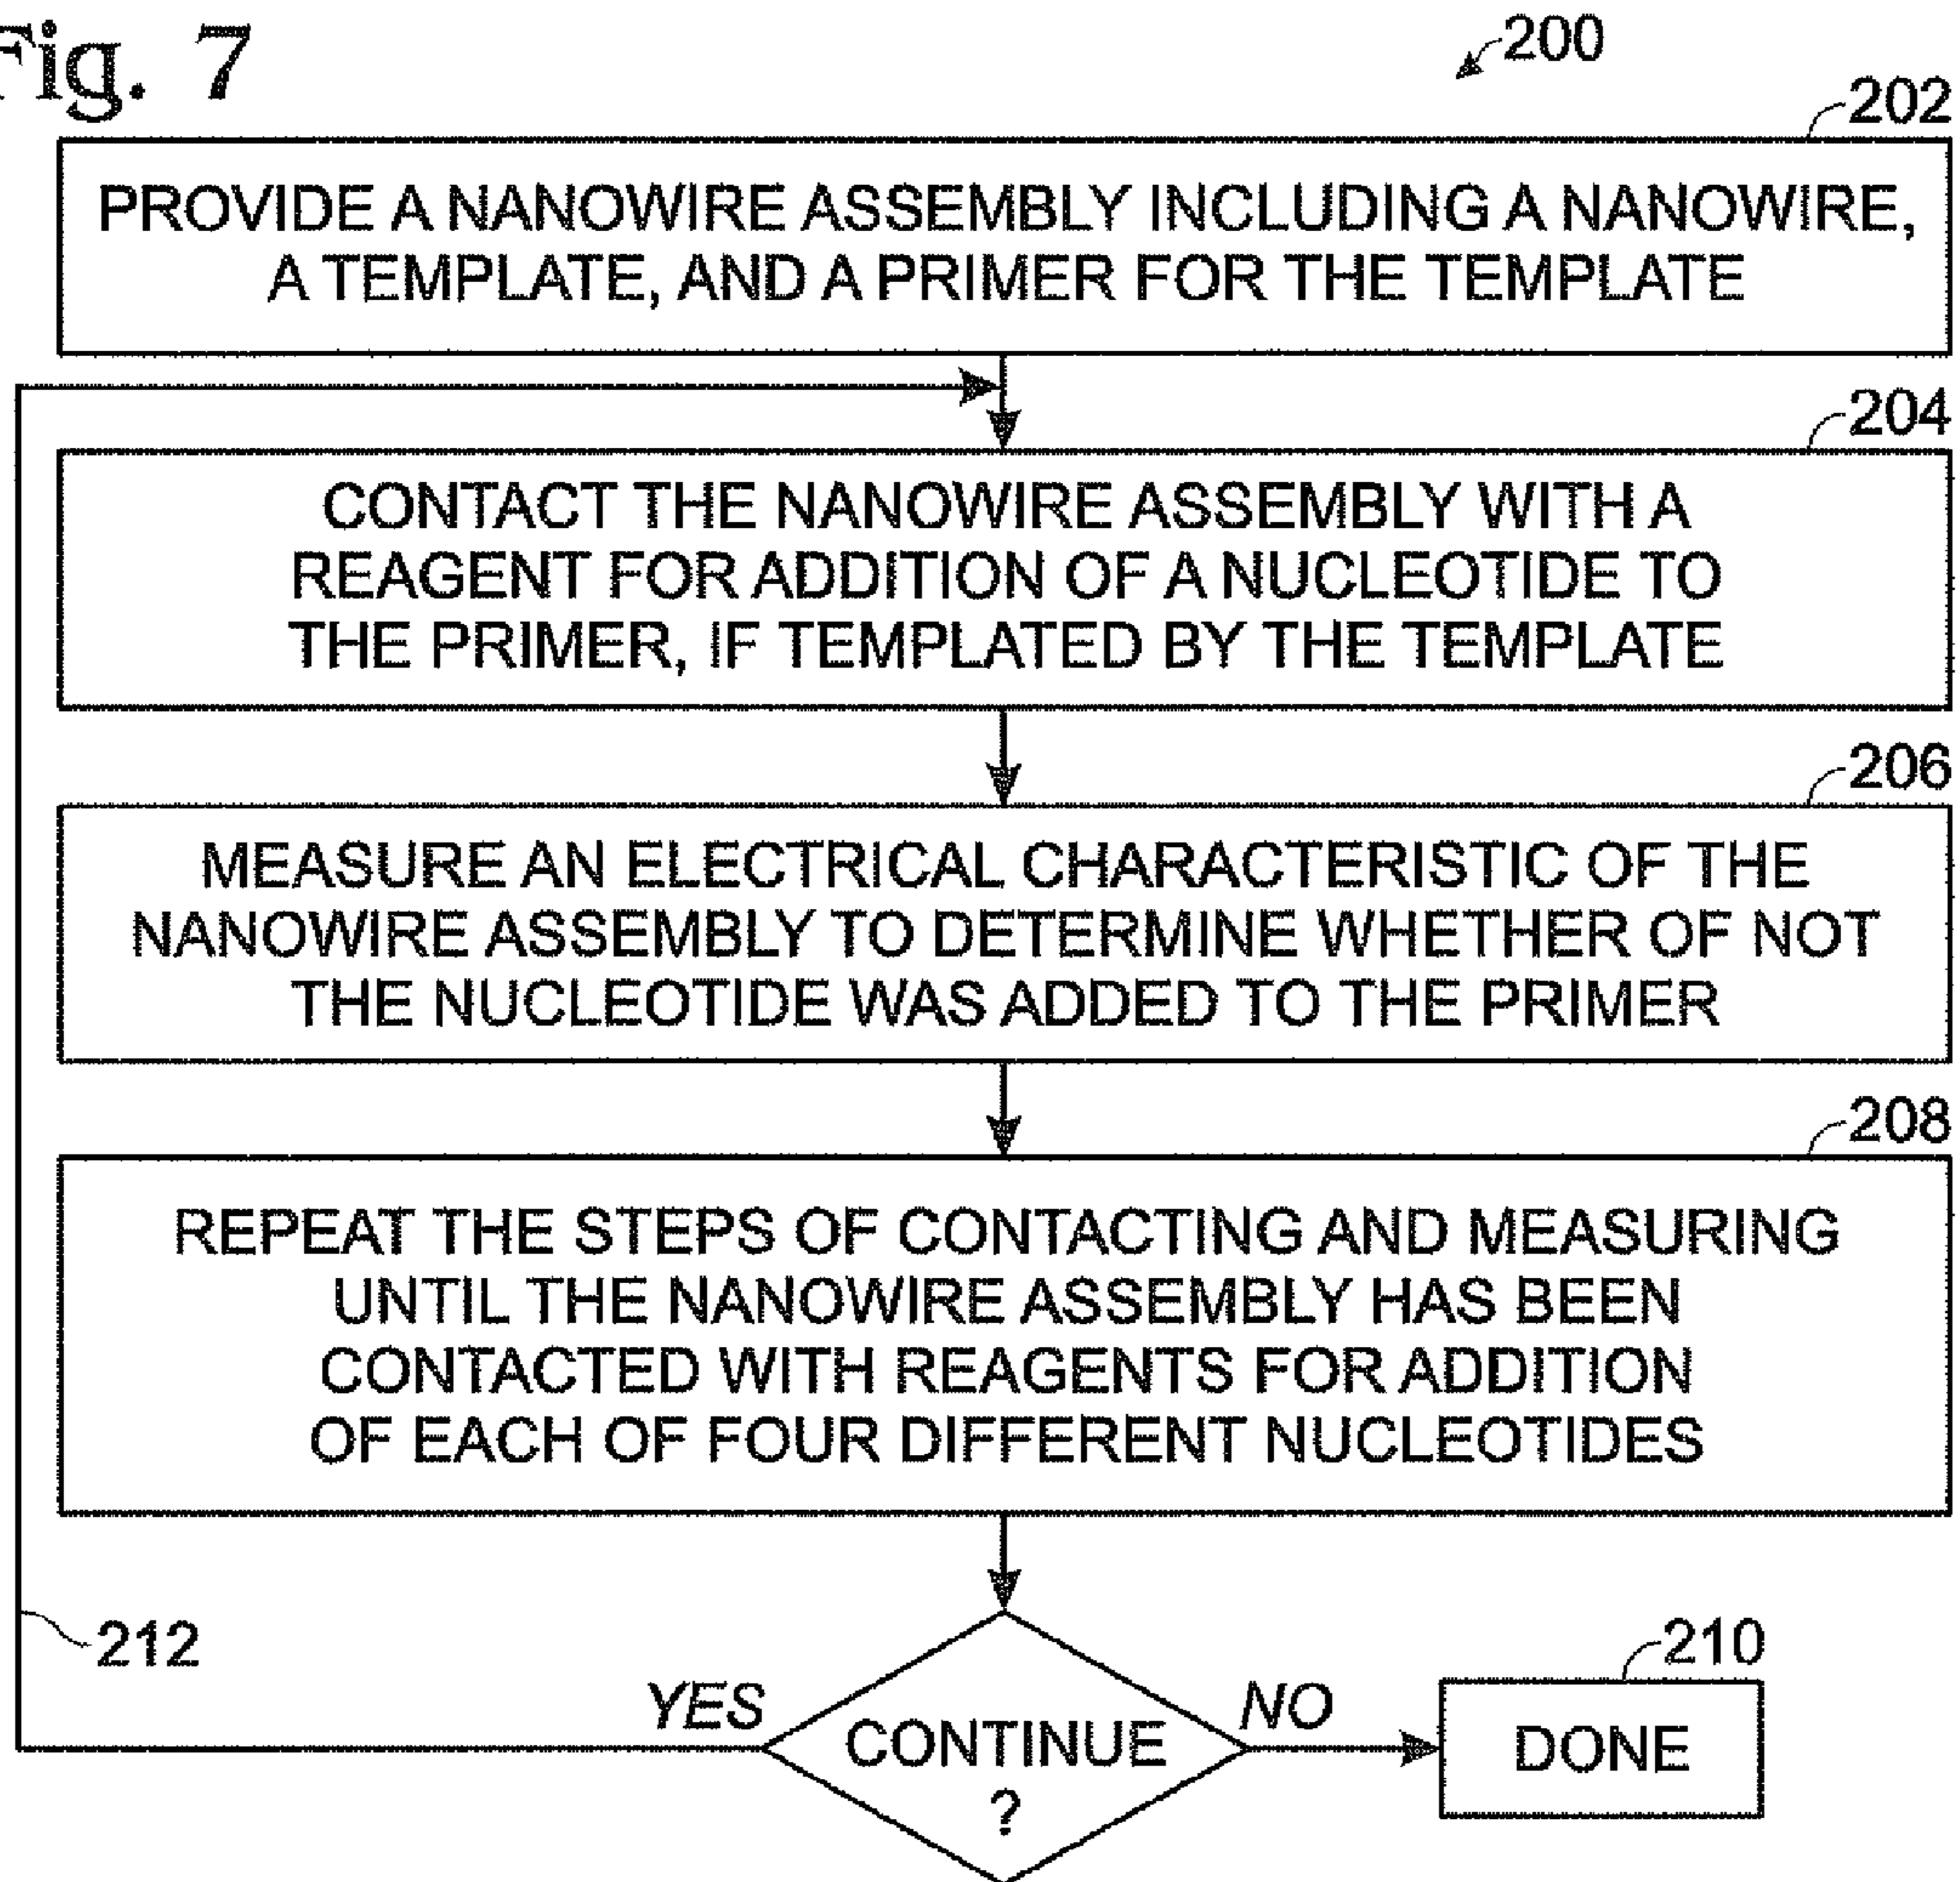 Fig. 7
200
202
PROVIDE A NANOWIRE ASSEMBLY INCLUDING A NANOWIRE,
A TEMPLATE, AND A PRIMER FOR THE TEMPLATE
204
CONTACT THE NANOWIRE ASSEMBLY WITH A
REAGENT FOR ADDITION OF A NUCLEOTIDE TO
THE PRIMER, IF TEMPLATED BY THE TEMPLATE
206
MEASURE AN ELECTRICAL CHARACTERISTIC OF THE
NANOWIRE ASSEMBLY TO DETERMINE WHETHER OF NOT
THE NUCLEOTIDE WAS ADDED TO THE PRIMER
208
REPEAT THE STEPS OF CONTACTING AND MEASURING
UNTIL THE NANOWIRE ASSEMBLY HAS BEEN
CONTACTED WITH REAGENTS FOR ADDITION
OF EACH OF FOUR DIFFERENT NUCLEOTIDES
212
YES
CONTINUE
?
NO
210
DONE